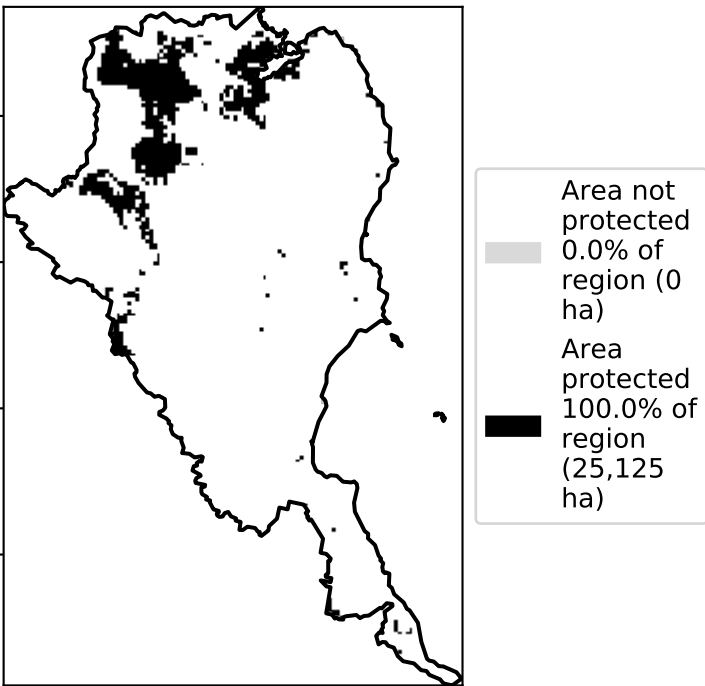 Area not
protected
0.0% of
region (0
ha)
Area
protected
100.0% of
region
(25,125
ha)